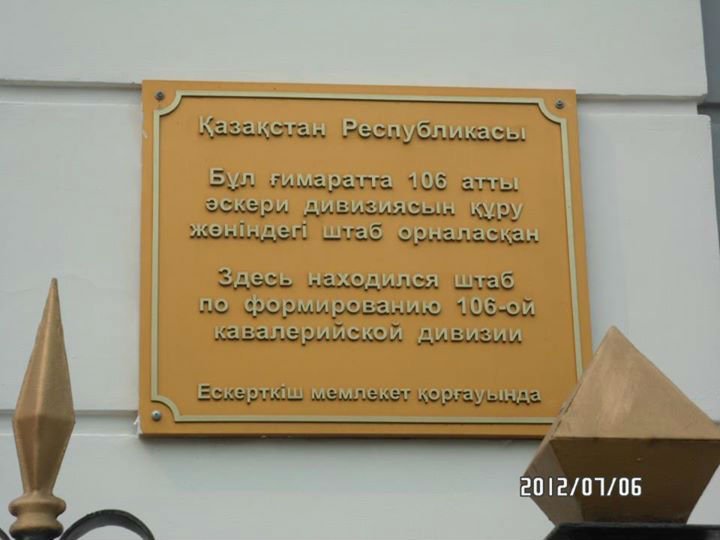 Қазақстан Республикасы
Бұл ғимаратта 106 атты
әскери дивизиясын құру
жөніндегі штаб орналасқан
Здесь находился штаб
по формированию 106-ой
кавалерийской дивизии
Ескерткіш мемлекет қорғауында
2012/07/06